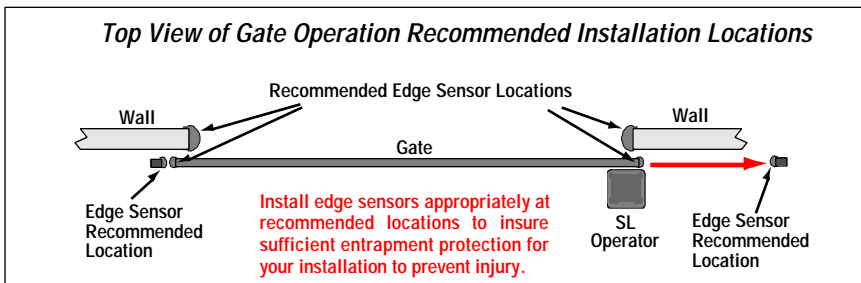 Top View of Gate Operation Recommended Installation Locations
Recommended Edge Sensor Locations
Wall
Wall
Gate
Edge Sensor
Recommended
Location
Install edge sensors appropriately at
recommended locations to insure
sufficient entrapment protection for
your installation to prevent injury.
SL
Operator
Edge Sensor
Recommended
Location